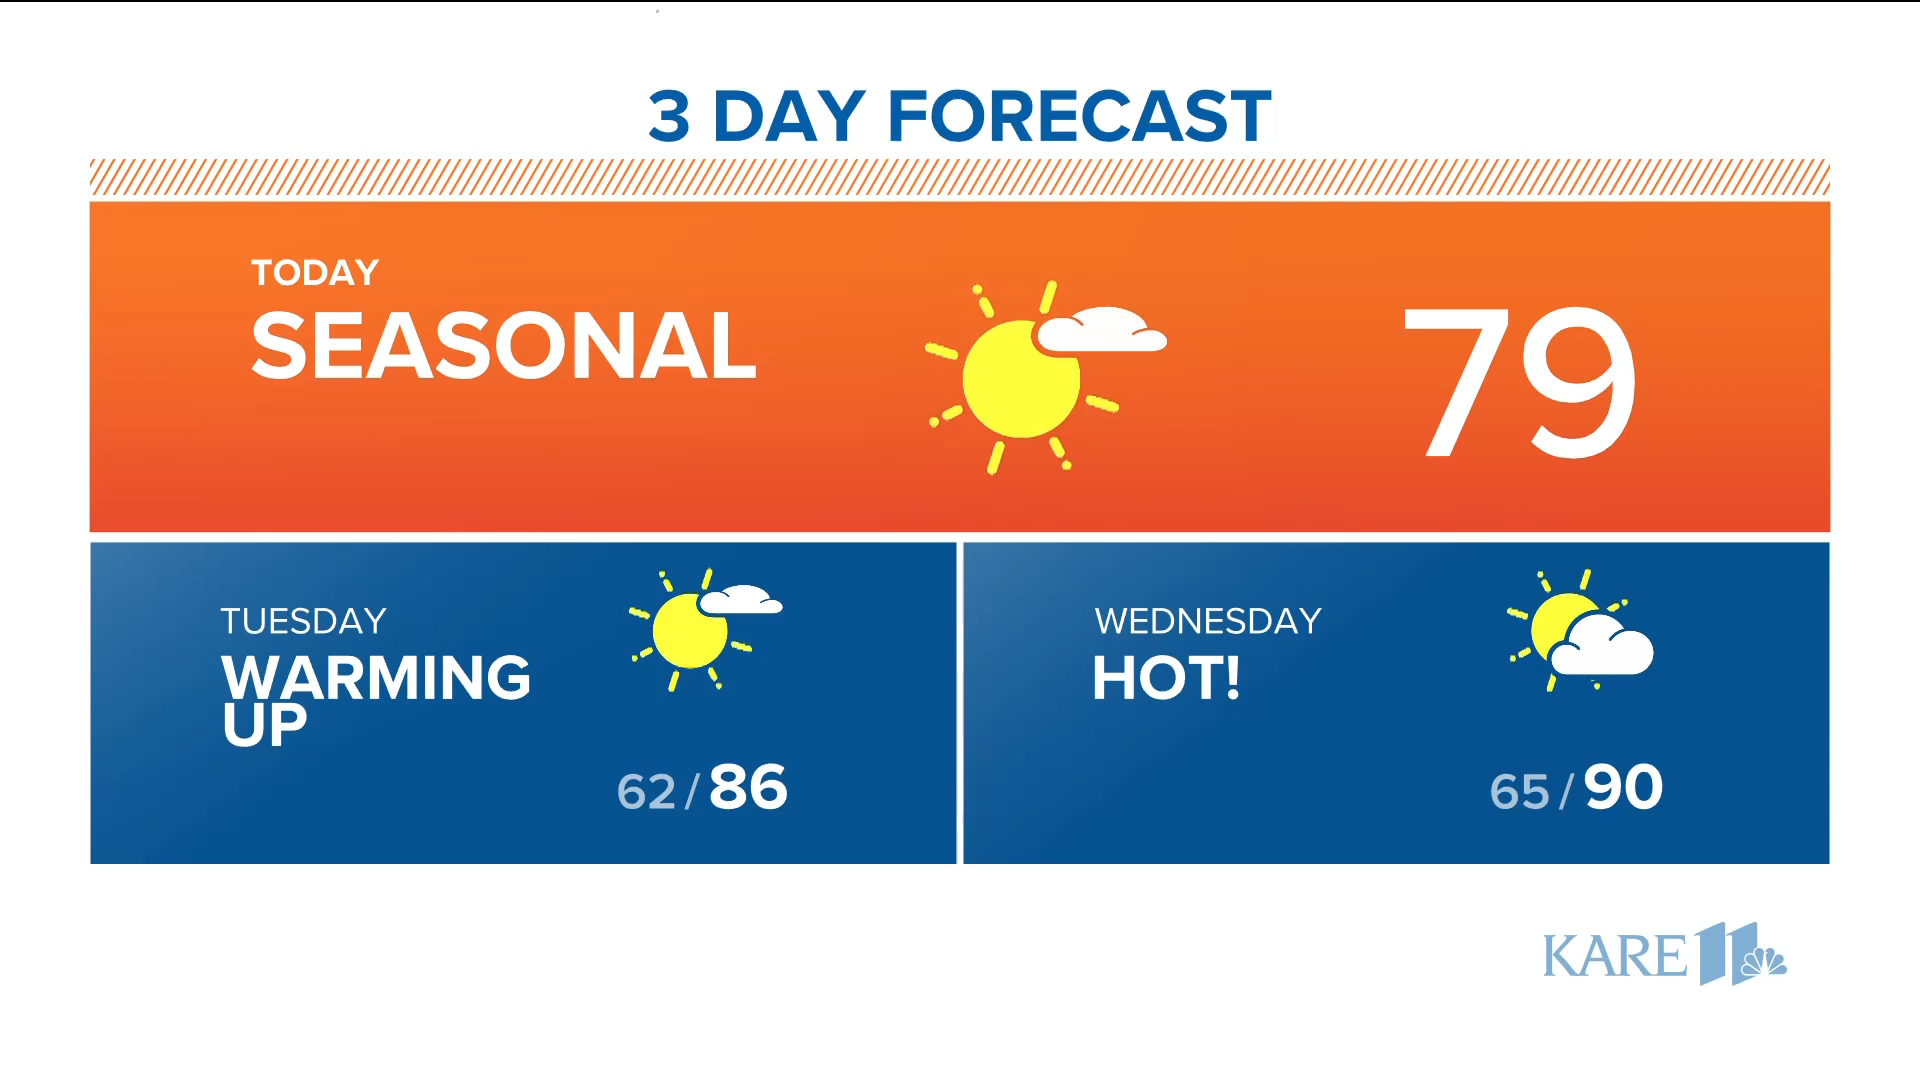 3 DAY FORECAST
TODAY
SEASONAL
79
TUESDAY
WARMING
UP
62/86
WEDNESDAY
HOT!
65/90
KARE 11